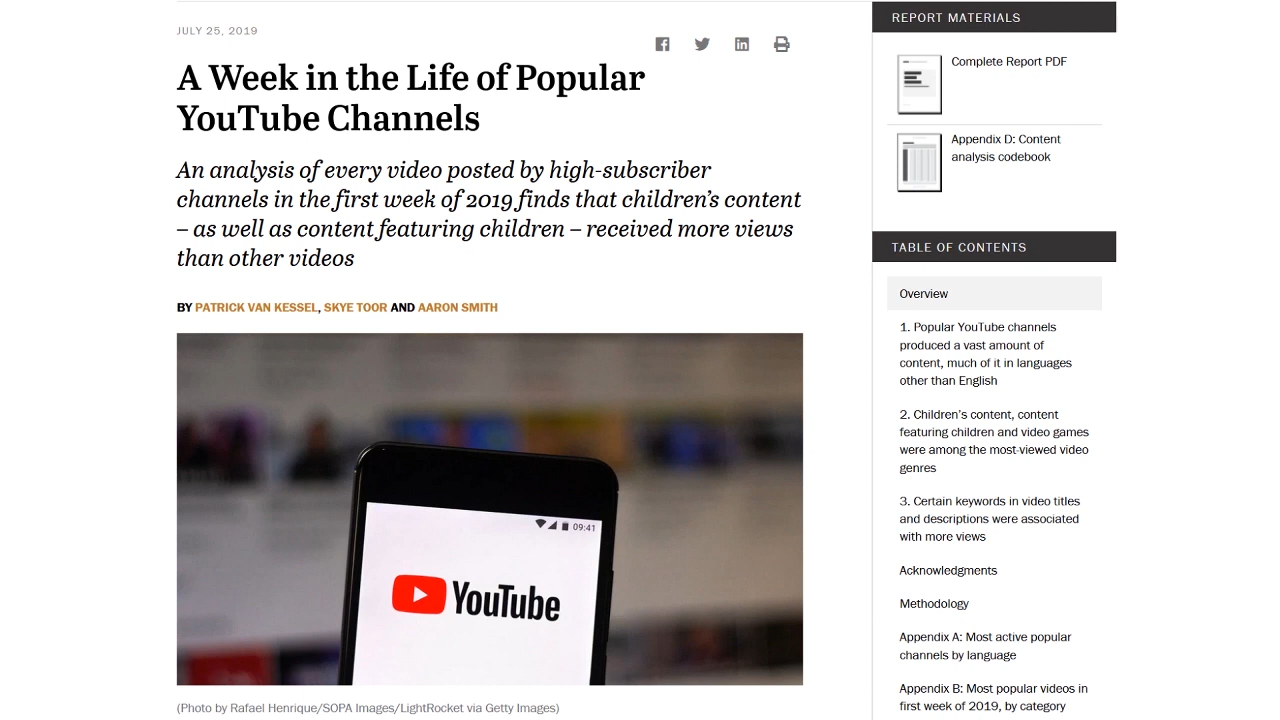 JULY 25, 2019
A Week in the Life of Popular
YouTube Channels
An analysis of every video posted by high-subscriber
channels in the first week of 2019 finds that children’s content
– as well as content featuring children – received more views
than other videos
BY PATRICK VAN KESSEL, SKYE TOOR AND AARON SMITH
09:41
YouTube
(Photo by Rafael Henrique/SOPA Images/LightRocket via Getty Images)
REPORT MATERIALS
Complete Report PDF
Appendix D: Content
analysis codebook
TABLE OF CONTENTS
Overview
1. Popular YouTube channels
produced a vast amount of
content, much of it in languages
other than English
2. Children’s content, content
featuring children and video games
were among the most-viewed video
genres
3. Certain keywords in video titles
and descriptions were associated
with more views
Acknowledgments
Methodology
Appendix A: Most active popular
channels by language
Appendix B: Most popular videos in
first week of 2019, by category